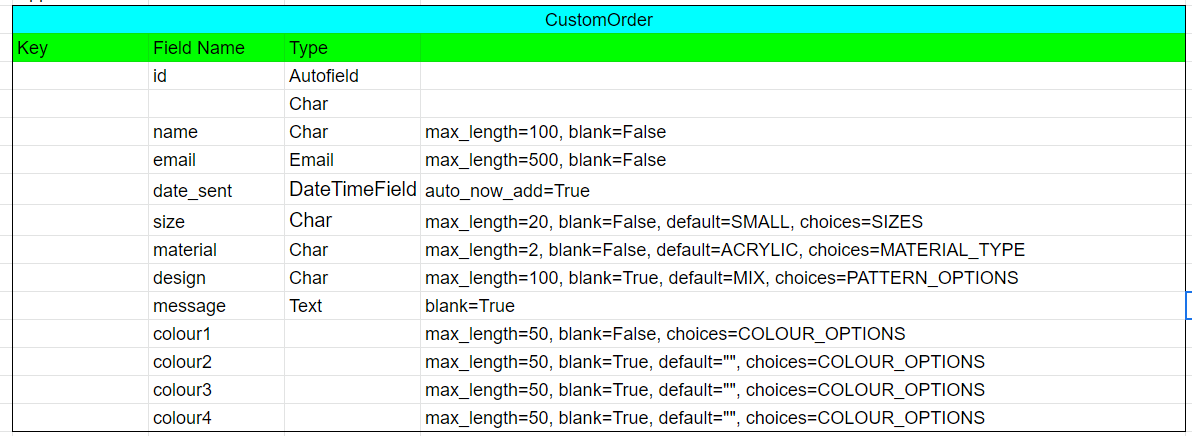 CustomOrder
Key Field Name Type
id Autofield
Char
name Char max_length=100, blank=False
email Email max_length=500, blank=False
date_sent DateTimeField auto_now_add=True
size Char max_length=20, blank=False, default=SMALL, choices=SIZES
material Char max_length=2, blank=False, default=ACRYLIC, choices=MATERIAL_TYPE
design Char max_length=100, blank=True, default=MIX, choices=PATTERN_OPTIONS
message Text blank=True
colour1 max_length=50, blank=False, choices=COLOUR_OPTIONS
colour2 max_length=50, blank=True, default="", choices=COLOUR_OPTIONS
colour3 max_length=50, blank=True, default="", choices=COLOUR_OPTIONS
colour4 max_length=50, blank=True, default="", choices=COLOUR_OPTIONS